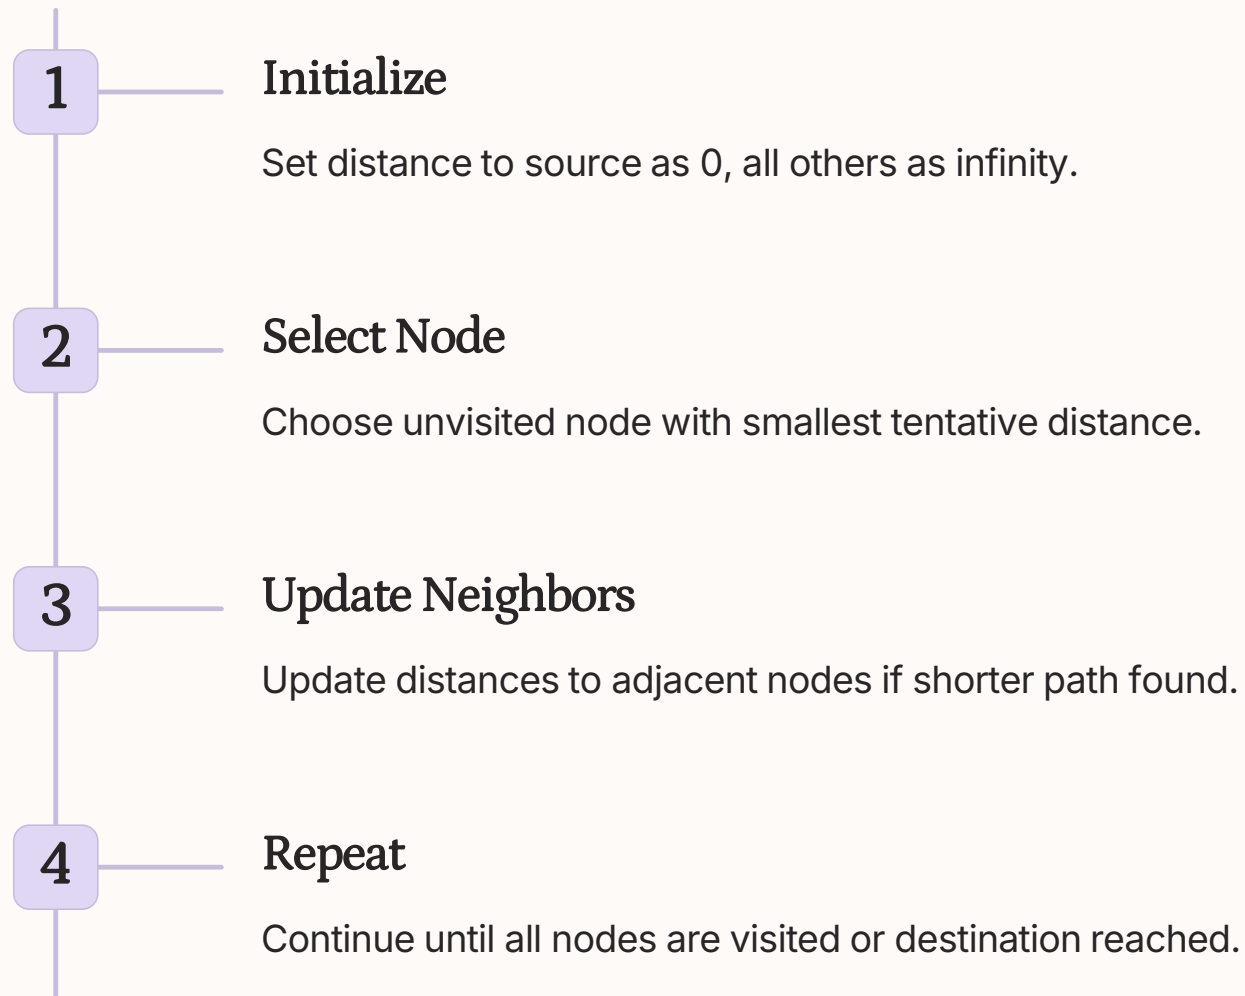 1
Initialize
Set distance to source as 0, all others as infinity.
2
Select Node
Choose unvisited node with smallest tentative distance.
3
Update Neighbors
Update distances to adjacent nodes if shorter path found.
4
Repeat
Continue until all nodes are visited or destination reached.